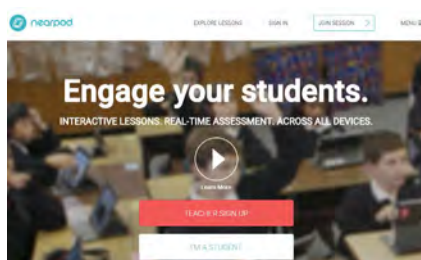 nearpod
EXPLORE LESSONS SIGN IN JOIN SESSION MENU
Engage your students.
INTERACTIVE LESSONS. REAL-TIME ASSESSMENT. ACROSS ALL DEVICES.
Learn More
TEACHER SIGN UP
I'M A STUDENT